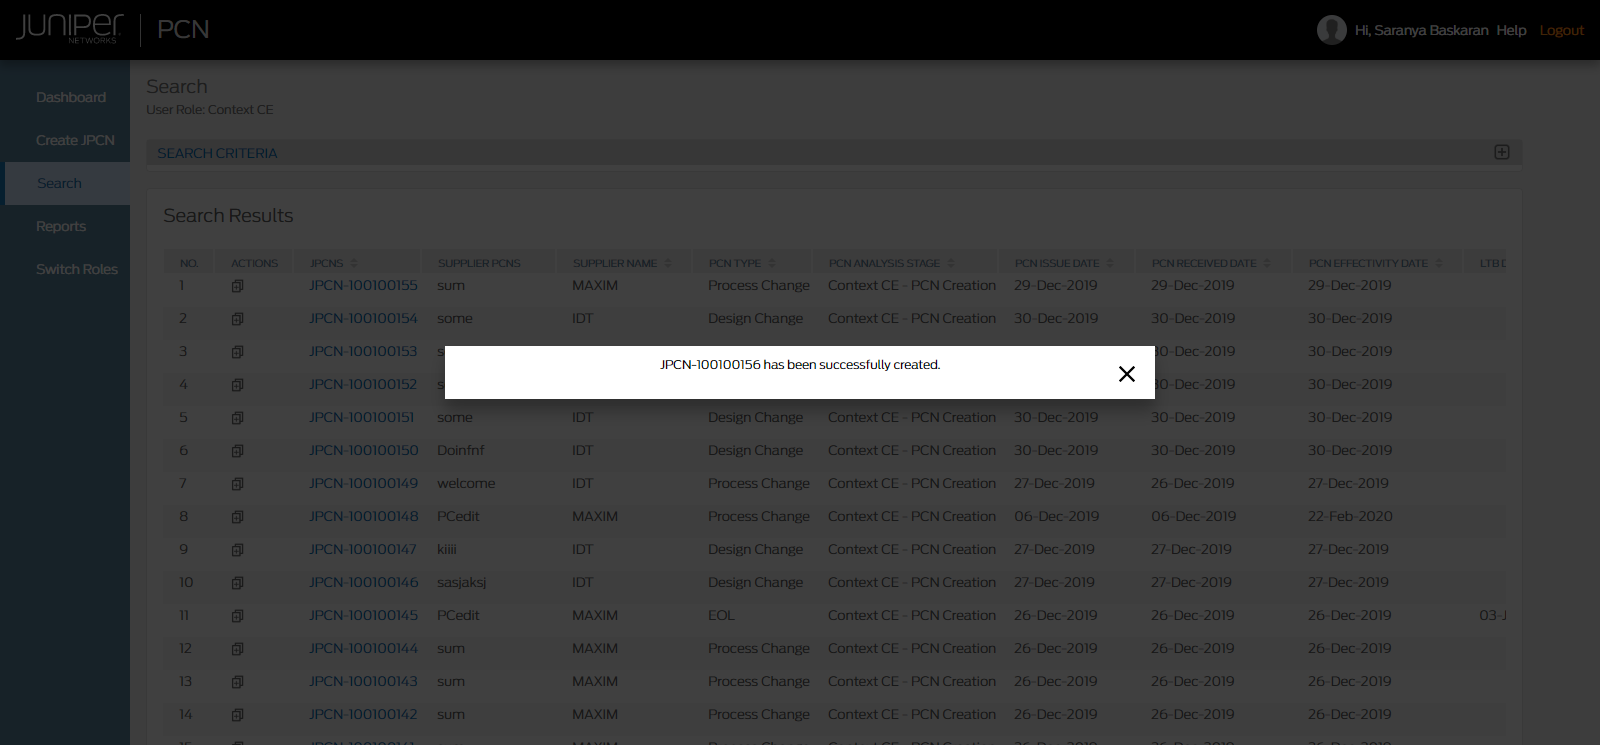 JUNIPER NETWORKS PCN Hi, Saranya Baskaran Help Logout
Dashboard
Create JPCN
Search
Reports
Switch Roles
Search
User Role: Context CE
SEARCH CRITERIA
Search Results
NO. ACTIONS JPCNS SUPPLIER PCNS SUPPLIER NAME PCN TYPE PCN ANALYSIS STAGE PCN ISSUE DATE PCN RECEIVED DATE PCN EFFECTIVITY DATE LTB D
1 JPCN-100100155 sum MAXIM Process Change Context CE - PCN Creation 29-Dec-2019 29-Dec-2019 29-Dec-2019
2 JPCN-100100154 some IDT Design Change Context CE - PCN Creation 30-Dec-2019 30-Dec-2019 30-Dec-2019
3 JPCN-100100153 30-Dec-2019 30-Dec-2019
JPCN-100100156 has been successfully created.
4 JPCN-100100152 30-Dec-2019 30-Dec-2019
5 JPCN-100100151 some IDT Design Change Context CE - PCN Creation 30-Dec-2019 30-Dec-2019 30-Dec-2019
6 JPCN-100100150 Doinfnf IDT Design Change Context CE - PCN Creation 30-Dec-2019 30-Dec-2019 30-Dec-2019
7 JPCN-100100149 welcome IDT Process Change Context CE - PCN Creation 27-Dec-2019 26-Dec-2019 27-Dec-2019
8 JPCN-100100148 PCedit MAXIM Process Change Context CE - PCN Creation 06-Dec-2019 06-Dec-2019 22-Feb-2020
9 JPCN-100100147 kiiii IDT Design Change Context CE - PCN Creation 27-Dec-2019 27-Dec-2019 27-Dec-2019
10 JPCN-100100146 sasjaksj IDT Design Change Context CE - PCN Creation 27-Dec-2019 27-Dec-2019 27-Dec-2019
11 JPCN-100100145 PCedit MAXIM EOL Context CE - PCN Creation 26-Dec-2019 26-Dec-2019 26-Dec-2019 03-J
12 JPCN-100100144 sum MAXIM Process Change Context CE - PCN Creation 26-Dec-2019 26-Dec-2019 26-Dec-2019
13 JPCN-100100143 sum MAXIM Process Change Context CE - PCN Creation 26-Dec-2019 26-Dec-2019 26-Dec-2019
14 JPCN-100100142 sum MAXIM Process Change Context CE - PCN Creation 26-Dec-2019 26-Dec-2019 26-Dec-2019